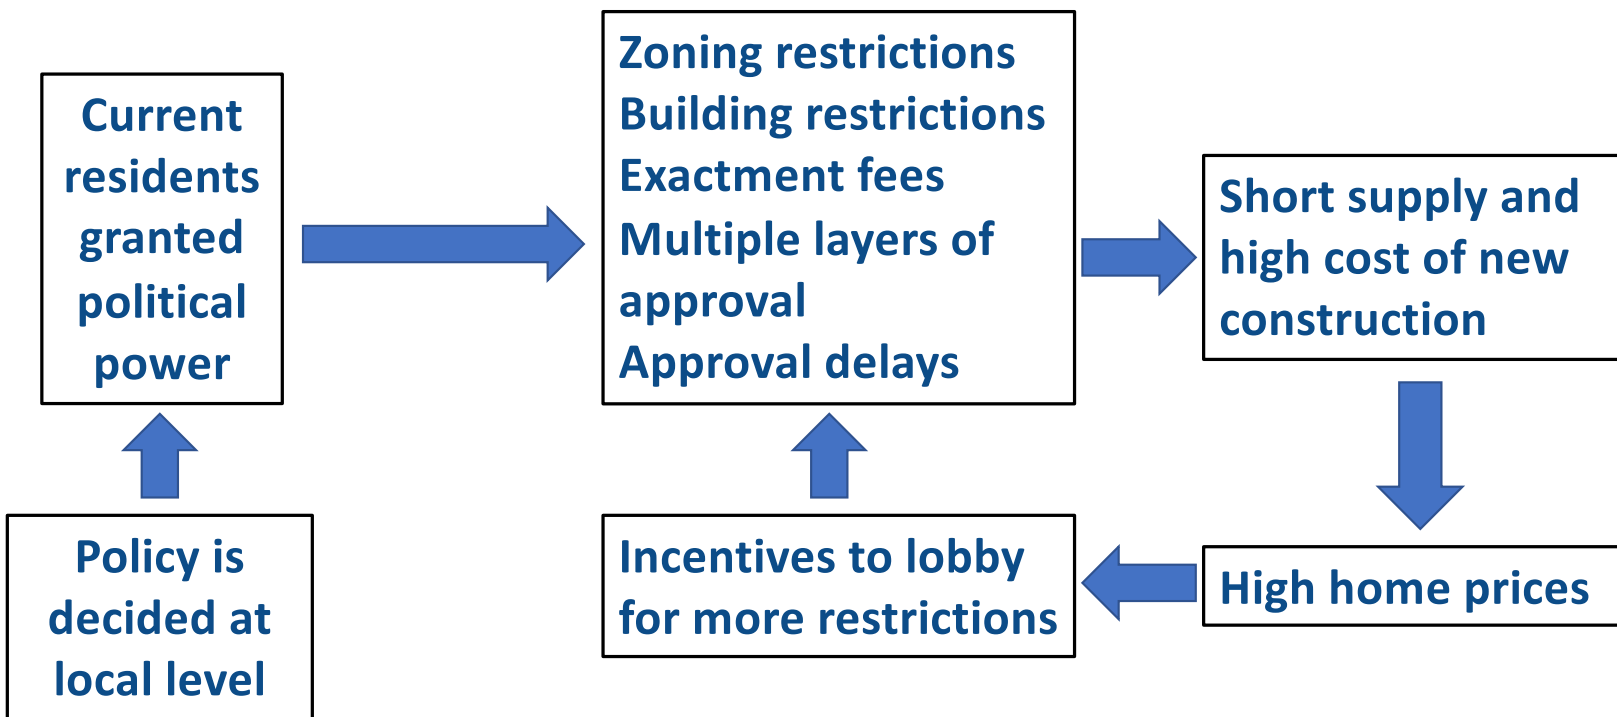 Current
residents
granted
political
power
Policy is
decided at
local level
Zoning restrictions
Building restrictions
Exactment fees
Multiple layers of
approval
Approval delays
Short supply and
high cost of new
construction
High home prices
Incentives to lobby
for more restrictions